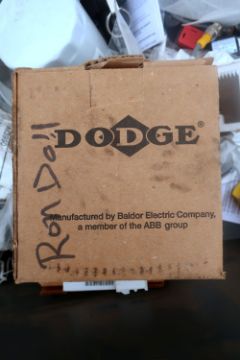 DODGE®
Manufactured by Baldor Electric Company,
a member of the ABB group
Ron Doll